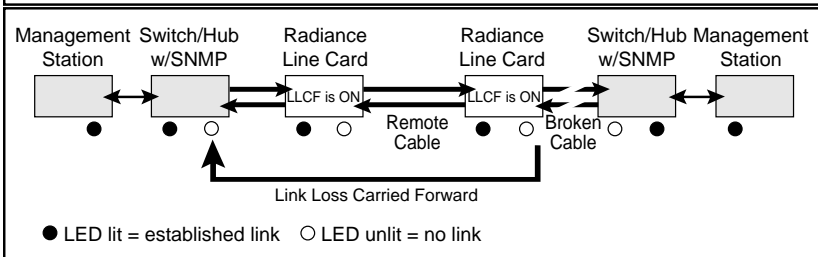 Management Station
Switch/Hub w/SNMP
Radiance Line Card
Radiance Line Card
Switch/Hub w/SNMP
Management Station
LLCF is ON
LLCF is ON
Remote Cable
Broken Cable
Link Loss Carried Forward
LED lit = established link
LED unlit = no link